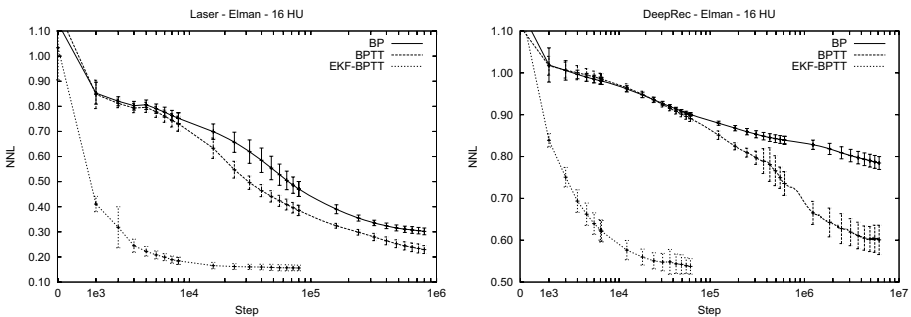 Laser - Elman - 16 HU
NNL
1.10
1.00
0.90
0.80
0.70
0.60
0.50
0.40
0.30
0.20
0.10
BP
BPTT
EKF-BPTT
0 1e3 1e4 1e5 1e6
Step
DeepRec - Elman - 16 HU
NNL
1.10
1.00
0.90
0.80
0.70
0.60
0.50
BP
BPTT
EKF-BPTT
0 1e3 1e4 1e5 1e6 1e7
Step